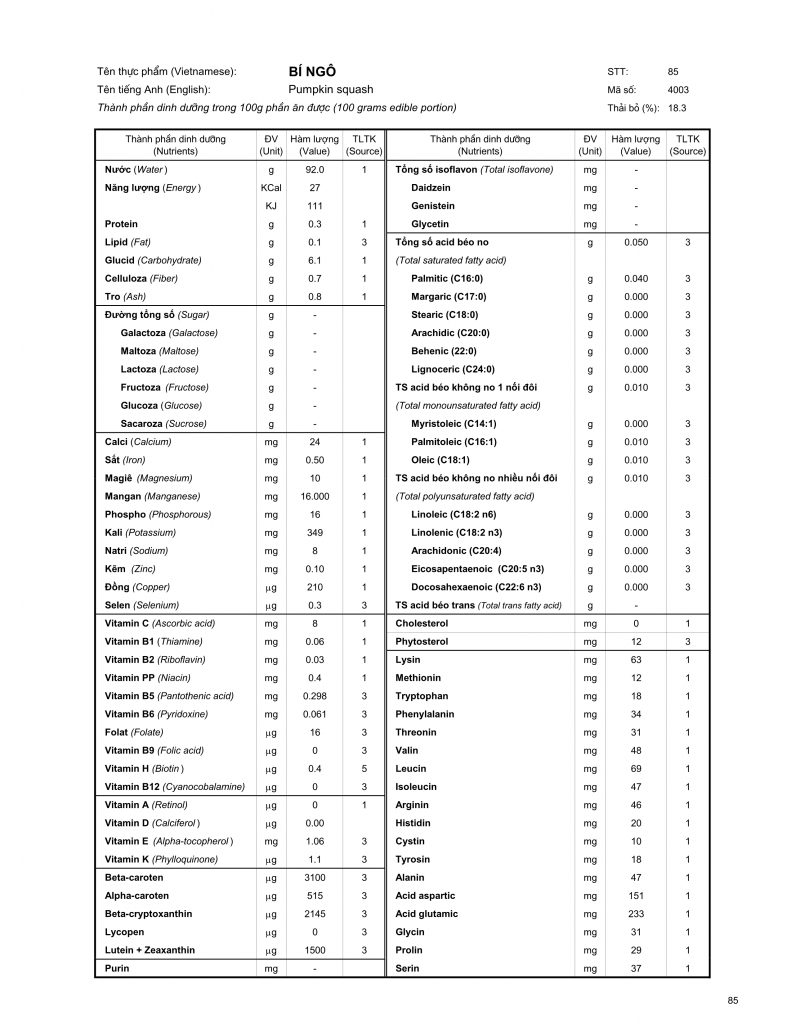 Tên thực phẩm (Vietnamese): BÍ NGÔ STT: 85
Tên tiếng Anh (English): Pumpkin squash Mã số: 4003
Thành phần dinh dưỡng trong 100g phần ăn được (100 grams edible portion) Thải bỏ (%): 18.3
Thành phần dinh dưỡng ĐV Hàm lượng TLTK Thành phần dinh dưỡng ĐV Hàm lượng TLTK
(Nutrients) (Unit) (Value) (Source) (Nutrients) (Unit) (Value) (Source)
Nước (Water) g 92.0 1 Tổng số isoflavon (Total isoflavone) mg -
Năng lượng (Energy) KCal 27 Daidzein mg -
KJ 111 Genistein mg -
Protein g 0.3 1 Glycetin mg -
Lipid (Fat) g 0.1 3 Tổng số acid béo no g 0.050 3
Glucid (Carbohydrate) g 6.1 1 (Total saturated fatty acid)
Celluloza (Fiber) g 0.7 1 Palmitic (C16:0) g 0.040 3
Tro (Ash) g 0.8 1 Margaric (C17:0) g 0.000 3
Đường tổng số (Sugar) g - Stearic (C18:0) g 0.000 3
Galactoza (Galactose) g - Arachidic (C20:0) g 0.000 3
Maltoza (Maltose) g - Behenic (22:0) g 0.000 3
Lactoza (Lactose) g - Lignoceric (C24:0) g 0.000 3
Fructoza (Fructose) g - TS acid béo không no 1 nối đôi g 0.010 3
Glucoza (Glucose) g - (Total monounsaturated fatty acid)
Sacaroza (Sucrose) g - Myristoleic (C14:1) g 0.000 3
Calci (Calcium) mg 24 1 Palmitoleic (C16:1) g 0.010 3
Sắt (Iron) mg 0.50 1 Oleic (C18:1) g 0.010 3
Magiê (Magnesium) mg 10 1 TS acid béo không no nhiều nối đôi g 0.010 3
Mangan (Manganese) mg 16.000 1 (Total polyunsaturated fatty acid)
Phospho (Phosphorous) mg 16 1 Linoleic (C18:2 n6) g 0.000 3
Kali (Potassium) mg 349 1 Linolenic (C18:2 n3) g 0.000 3
Natri (Sodium) mg 8 1 Arachidonic (C20:4) g 0.000 3
Kẽm (Zinc) mg 0.10 1 Eicosapentaenoic (C20:5 n3) g 0.000 3
Đồng (Copper) μg 210 1 Docosahexaenoic (C22:6 n3) g 0.000 3
Selen (Selenium) μg 0.3 3 TS acid béo trans (Total trans fatty acid) g -
Vitamin C (Ascorbic acid) mg 8 1 Cholesterol mg 0 1
Vitamin B1 (Thiamine) mg 0.06 1 Phytosterol mg 12 3
Vitamin B2 (Riboflavin) mg 0.03 1 Lysin mg 63 1
Vitamin PP (Niacin) mg 0.4 1 Methionin mg 12 1
Vitamin B5 (Pantothenic acid) mg 0.298 3 Tryptophan mg 18 1
Vitamin B6 (Pyridoxine) mg 0.061 3 Phenylalanin mg 34 1
Folat (Folate) μg 16 3 Threonin mg 31 1
Vitamin B9 (Folic acid) μg 0 3 Valin mg 48 1
Vitamin H (Biotin) μg 0.4 5 Leucin mg 69 1
Vitamin B12 (Cyanocobalamine) μg 0 3 Isoleucin mg 47 1
Vitamin A (Retinol) μg 0 1 Arginin mg 46 1
Vitamin D (Calciferol) μg 0.00 Histidin mg 20 1
Vitamin E (Alpha-tocopherol) mg 1.06 3 Cystin mg 10 1
Vitamin K (Phylloquinone) μg 1.1 3 Tyrosin mg 18 1
Beta-caroten μg 3100 3 Alanin mg 47 1
Alpha-caroten μg 515 3 Acid aspartic mg 151 1
Beta-cryptoxanthin μg 2145 3 Acid glutamic mg 233 1
Lycopen μg 0 3 Glycin mg 31 1
Lutein + Zeaxanthin μg 1500 3 Prolin mg 29 1
Purin mg - Serin mg 37 1
85